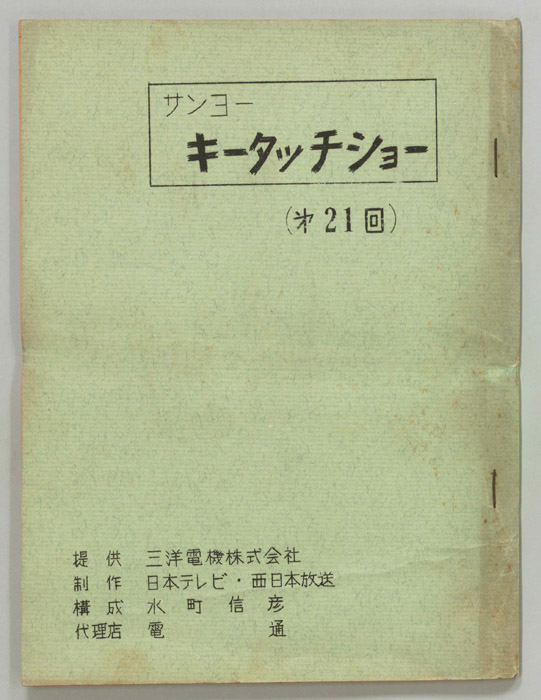 サンヨー
キータッチショー
(㐧21回)
提供 三洋電機株式会社
制作 日本テレビ・西日本放送
構成 水町信彦
代理店 電通